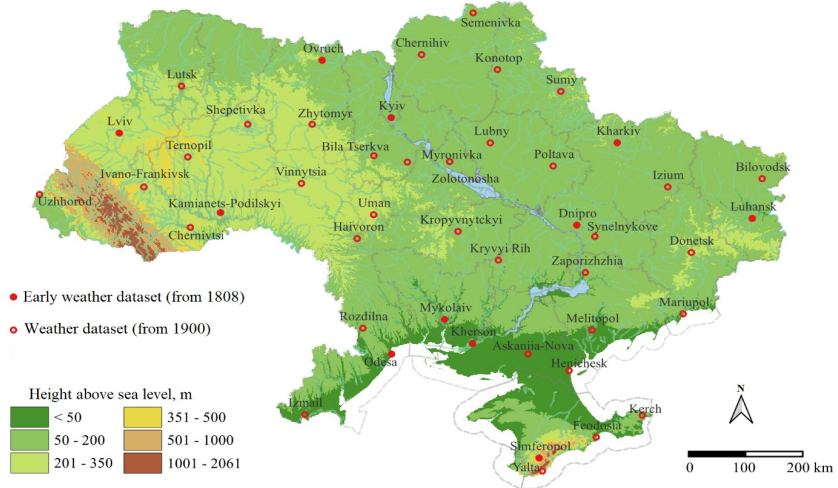 Semenivka
Chernihiv
Ovruch
Konotop
Lutsk
Sumy
Shepetivka
Zhytomyr
Kyiv
Lviv
Lubny
Kharkiv
Ternopil
Bila Tserkva
Myronivka
Poltava
Bilovodsk
Ivano-Frankivsk
Vinnytsia
Zolotonosha
Izium
Uzhhorod
Kamianets-Podilskyi
Uman
Dnipro
Luhansk
Chernivtsi
Haivoron
Kropyvnytckyi
Synelnykove
Donetsk
Kryvyi Rih
Zaporizhzhia
Early weather dataset (from 1808)
Weather dataset (from 1900)
Rozdilna
Mykolaiv
Mariupol
Melitopol
Kherson
Askaniia-Nova
Odesa
Henichesk
Height above sea level, m
< 50
351 - 500
50 - 200
501 - 1000
201 - 350
1001 - 2061
Izmail
Kerch
Feodosia
Simferopol
Yalta
N
0 100 200 km